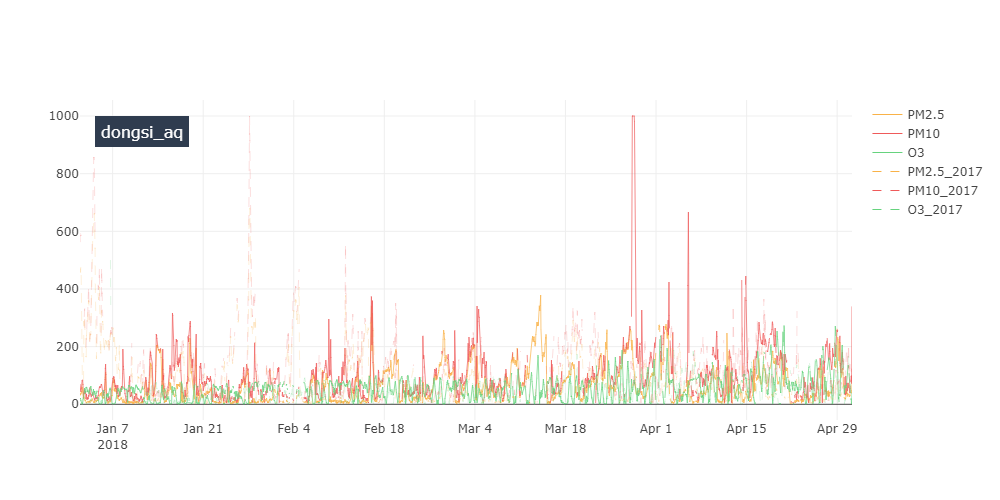 dongsi_aq
1000
800
600
400
200
0
Jan 7
2018
Jan 21
Feb 4
Feb 18
Mar 4
Mar 18
Apr 1
Apr 15
Apr 29
PM2.5
PM10
O3
PM2.5_2017
PM10_2017
O3_2017